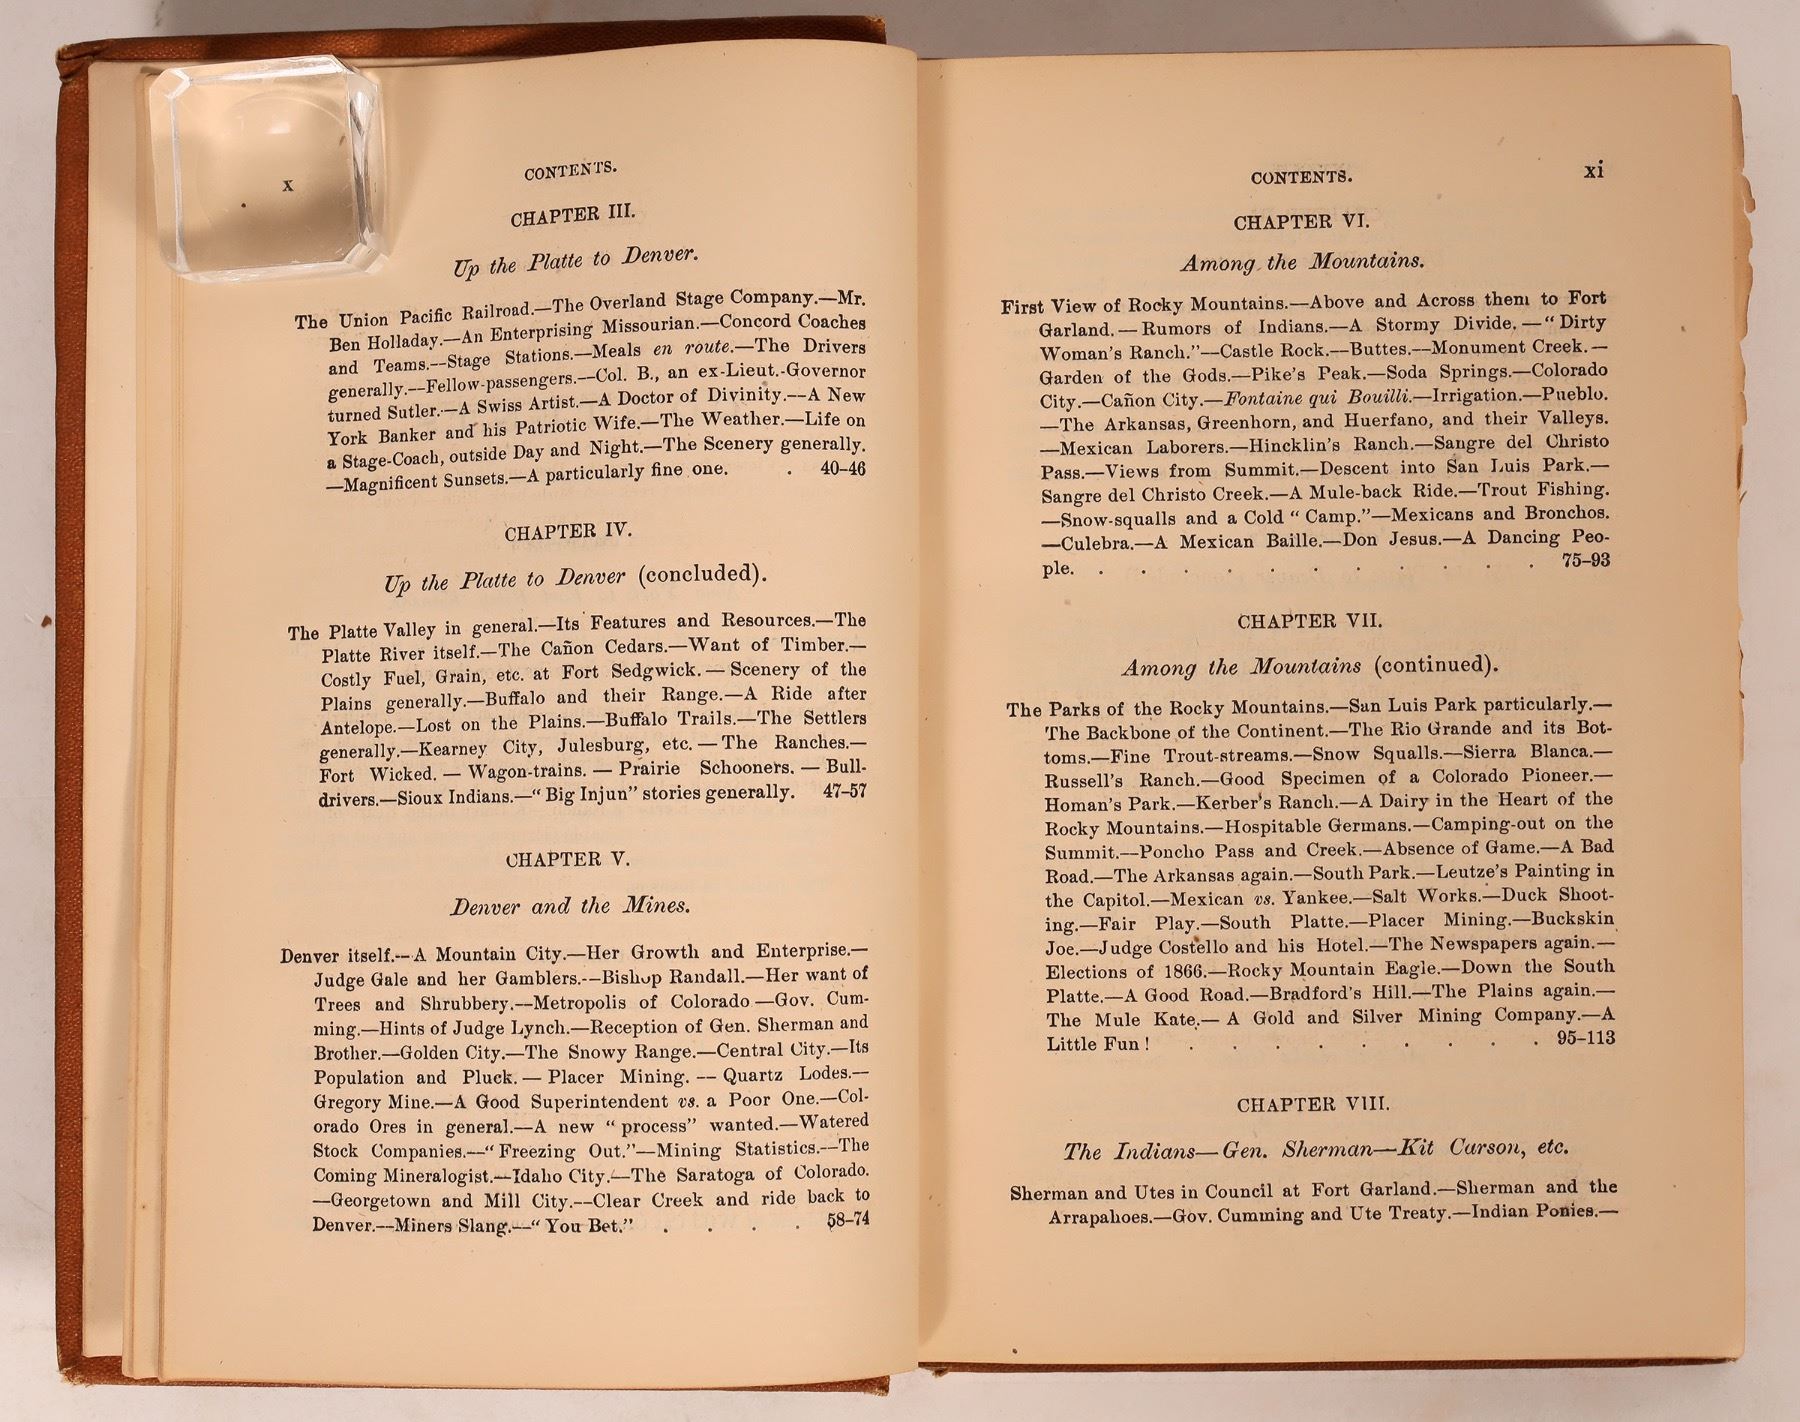 x
CONTENTS.
CHAPTER III.
Up the Platte to Denver.
The Union Pacific Railroad.—The Overland Stage Company.—Mr.
Ben Holladay.—An Enterprising Missourian.—Concord Coaches
and Teams.—Stage Stations.—Meals en route.—The Drivers
generally.—Fellow-passengers.—Col. B., an ex-Lieut.-Governor
turned Sutler.—A Swiss Artist.—A Doctor of Divinity.—A New
York Banker and his Patriotic Wife.—The Weather.—Life on
a Stage-Coach, outside Day and Night.—The Scenery generally.
—Magnificent Sunsets.—A particularly fine one. . 40-46
CHAPTER IV.
Up the Platte to Denver (concluded).
The Platte Valley in general.—Its Features and Resources.—The
Platte River itself.—The Cañon Cedars.—Want of Timber.—
Costly Fuel, Grain, etc. at Fort Sedgwick.—Scenery of the
Plains generally.—Buffalo and their Range.—A Ride after
Antelope.—Lost on the Plains.—Buffalo Trails.—The Settlers
generally.—Kearney City, Julesburg, etc.—The Ranches.—
Fort Wicked.—Wagon-trains.—Prairie Schooners.—Bull-
drivers.—Sioux Indians.—“Big Injun” stories generally. 47-57
CHAPTER V.
Denver and the Mines.
Denver itself.—A Mountain City.—Her Growth and Enterprise.—
Judge Gale and her Gamblers.—Bishop Randall.—Her want of
Trees and Shrubbery.—Metropolis of Colorado—Gov. Cum-
ming.—Hints of Judge Lynch.—Reception of Gen. Sherman and
Brother.—Golden City.—The Snowy Range.—Central City.—Its
Population and Pluck.—Placer Mining.—Quartz Lodes.—
Gregory Mine.—A Good Superintendent vs. a Poor One.—Col-
orado Ores in general.—A new “process” wanted.—Watered
Stock Companies.—“Freezing Out.”—Mining Statistics.—The
Coming Mineralogist.—Idaho City.—The Saratoga of Colorado.
—Georgetown and Mill City.—Clear Creek and ride back to
Denver.—Miners Slang.—“You Bet.” . . . . 58-74
CONTENTS. xi
CHAPTER VI.
Among the Mountains.
First View of Rocky Mountains.—Above and Across them to Fort
Garland.—Rumors of Indians.—A Stormy Divide.—“Dirty
Woman's Ranch.”—Castle Rock.—Buttes.—Monument Creek.—
Garden of the Gods.—Pike's Peak.—Soda Springs.—Colorado
City.—Cañon City.—Fontaine qui Bouilli.—Irrigation.—Pueblo.
—The Arkansas, Greenhorn, and Huerfano, and their Valleys.
—Mexican Laborers.—Hincklin's Ranch.—Sangre del Christo
Pass.—Views from Summit.—Descent into San Luis Park.—
Sangre del Christo Creek.—A Mule-back Ride.—Trout Fishing.
—Snow-squalls and a Cold “Camp.”—Mexicans and Bronchos.
—Culebra.—A Mexican Baille.—Don Jesus.—A Dancing Peo-
ple. . . . . . . . . . . . 75-93
CHAPTER VII.
Among the Mountains (continued).
The Parks of the Rocky Mountains.—San Luis Park particularly.—
The Backbone of the Continent.—The Rio Grande and its Bot-
toms.—Fine Trout-streams.—Snow Squalls.—Sierra Blanca.—
Russell's Ranch.—Good Specimen of a Colorado Pioneer.—
Homan's Park.—Kerber's Ranch.—A Dairy in the Heart of the
Rocky Mountains.—Hospitable Germans.—Camping-out on the
Summit.—Poncho Pass and Creek.—Absence of Game.—A Bad
Road.—The Arkansas again.—South Park.—Leutze's Painting in
the Capitol.—Mexican vs. Yankee.—Salt Works.—Duck Shoot-
ing.—Fair Play.—South Platte.—Placer Mining.—Buckskin
Joe.—Judge Costello and his Hotel.—The Newspapers again.—
Elections of 1866.—Rocky Mountain Eagle.—Down the South
Platte.—A Good Road.—Bradford's Hill.—The Plains again.—
The Mule Kate.—A Gold and Silver Mining Company.—A
Little Fun! . . . . . . . . . 95-113
CHAPTER VIII.
The Indians—Gen. Sherman—Kit Carson, etc.
Sherman and Utes in Council at Fort Garland.—Sherman and the
Arrapahoes.—Gov. Cumming and Ute Treaty.—Indian Ponies.—